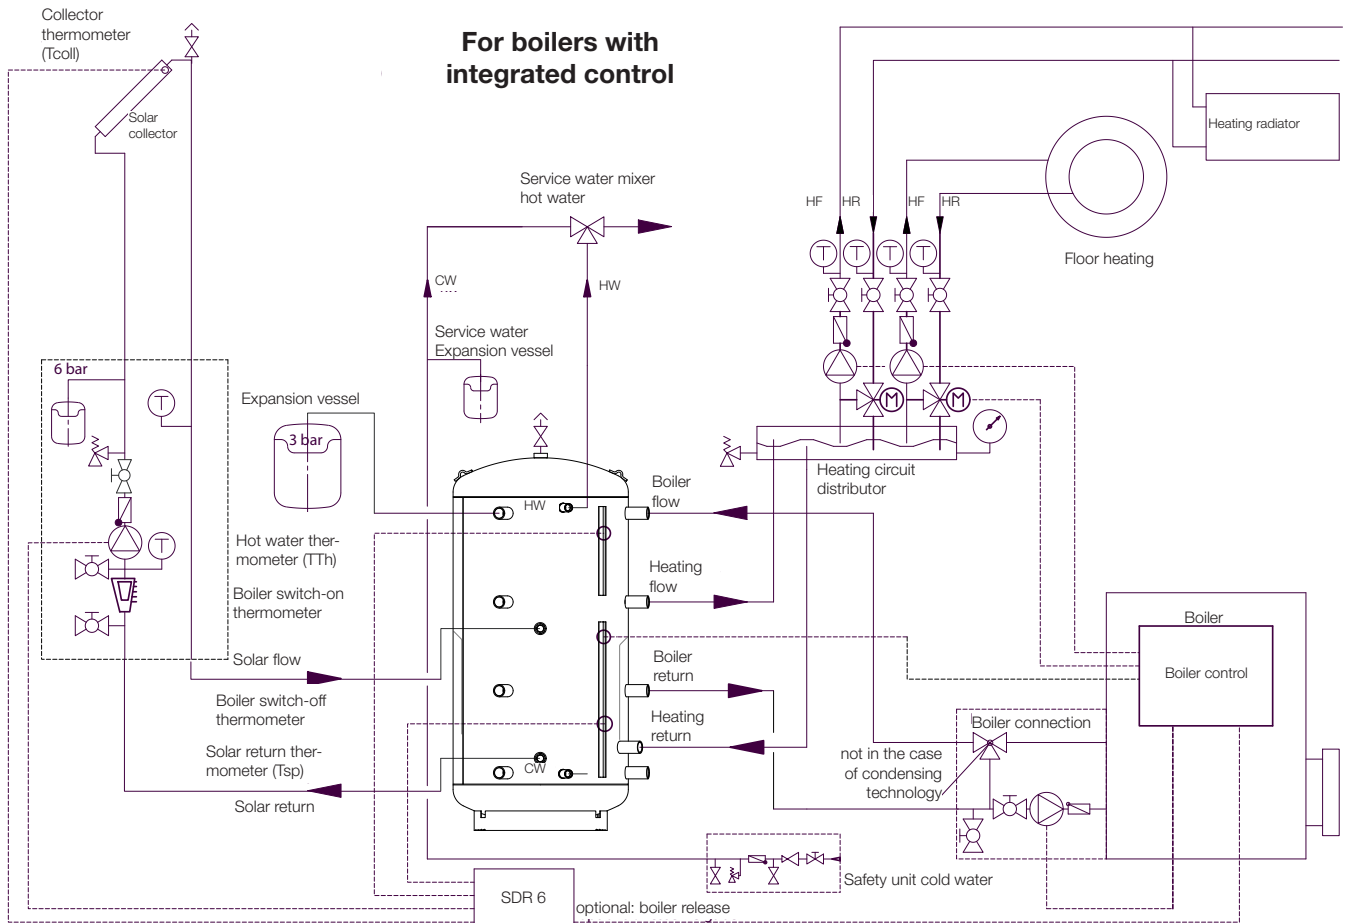 Collector
thermometer
(Tcoll)
For boilers with
integrated control
Solar
collector
Heating radiator
Service water mixer
hot water
HF
HR
HF
HR
T
T
T
T
Floor heating
CW
HW
Service water
Expansion vessel
6 bar
T
Expansion vessel
3 bar
M
M
Heating circuit
distributor
Boiler
flow
HW
T
Hot water ther-
mometer (TTh)
Heating
flow
Boiler switch-on
thermometer
Boiler
Solar flow
Boiler
return
Boiler control
Boiler switch-off
thermometer
Heating
return
Boiler connection
Solar return ther-
mometer (Tsp)
CW
not in the case
of condensing
technology
Solar return
Safety unit cold water
SDR 6
optional: boiler release